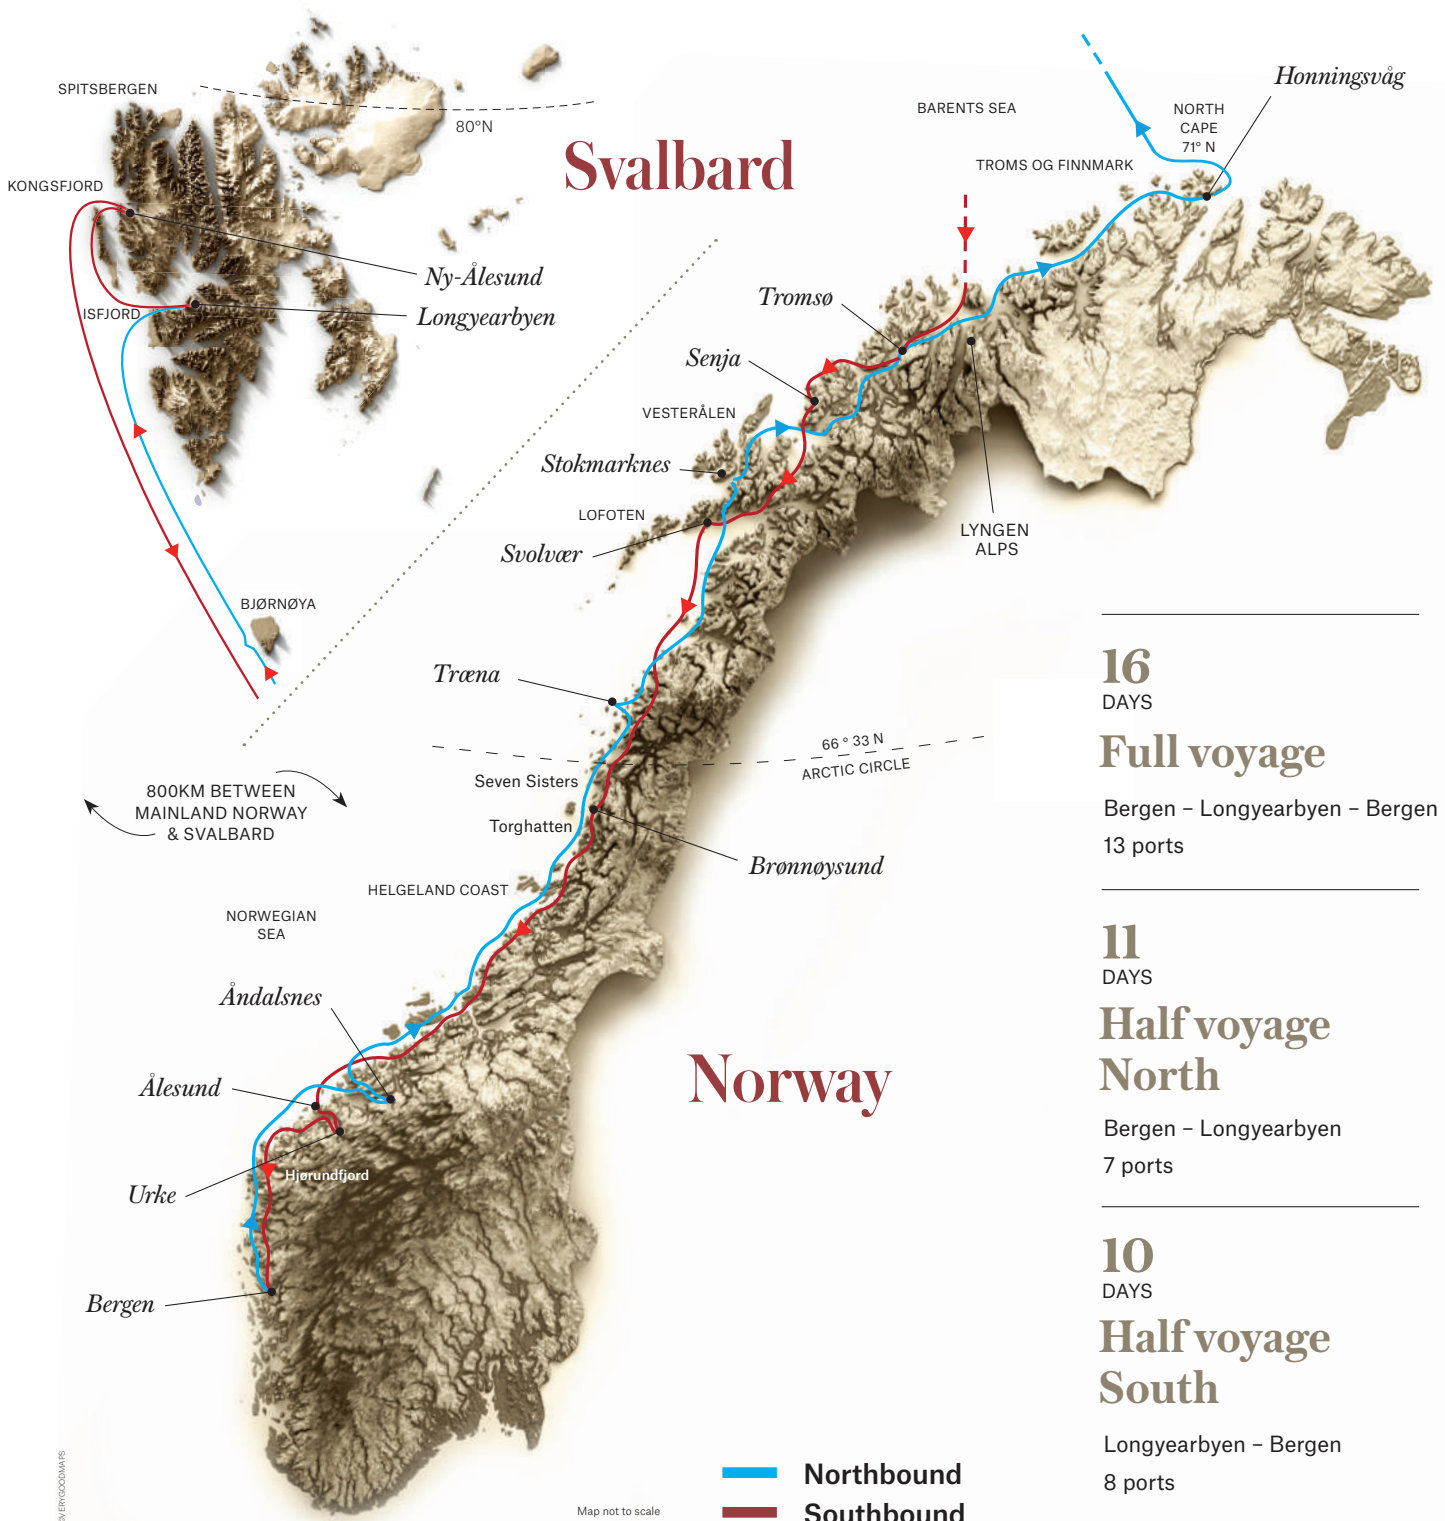 SPITSBERGEN
80°N
KONGSFJORD
Svalbard
Ny-Ålesund
Longyearbyen
ISFJORD
BJØRNØYA
BARENTS SEA
NORTH
CAPE
71° N
Honningsvåg
TROMS OG FINNMARK
Tromsø
Senja
VESTERÅLEN
Stokmarknes
LOFOTEN
Svolvær
LYNGEN
ALPS
Træna
66 ° 33 N
ARCTIC CIRCLE
Seven Sisters
Torghatten
Brønnøysund
800KM BETWEEN
MAINLAND NORWAY
& SVALBARD
HELGELAND COAST
NORWEGIAN
SEA
Åndalsnes
Ålesund
Norway
Hjørundfjord
Urke
Bergen
16
DAYS
Full voyage
Bergen – Longyearbyen – Bergen
13 ports
11
DAYS
Half voyage
North
Bergen – Longyearbyen
7 ports
10
DAYS
Half voyage
South
Longyearbyen – Bergen
8 ports
Northbound
Southbound
Map not to scale